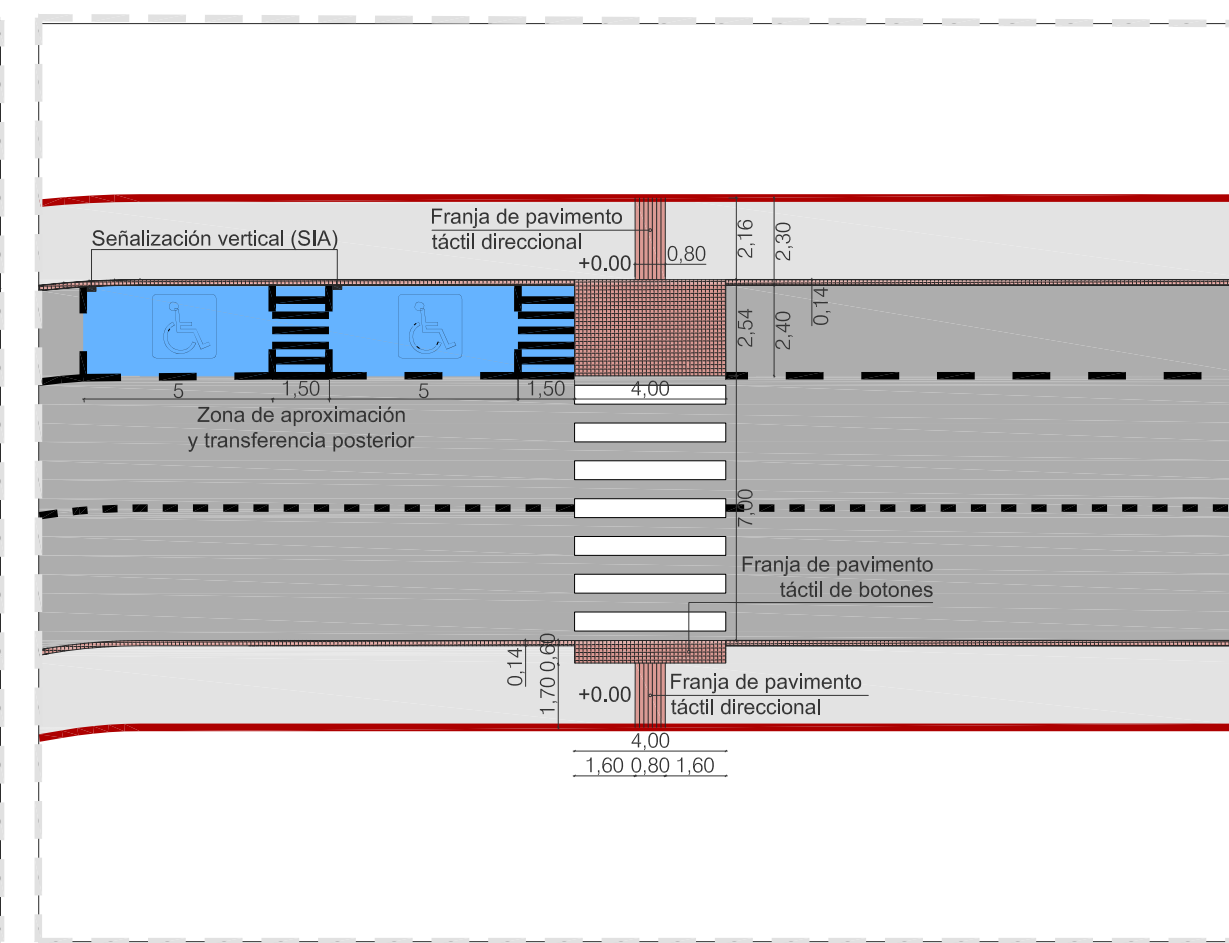 Franja de pavimento
táctil direccional
Señalización vertical (SIA)
+0.00
0,80
2,16
2,30
0,14
2,54
2,40
5
1,50
5
1,50
4,00
Zona de aproximación
y transferencia posterior
7,00
Franja de pavimento
táctil de botones
0,14
0,60
1,70
+0.00
Franja de pavimento
táctil direccional
4,00
1,60 0,80 1,60